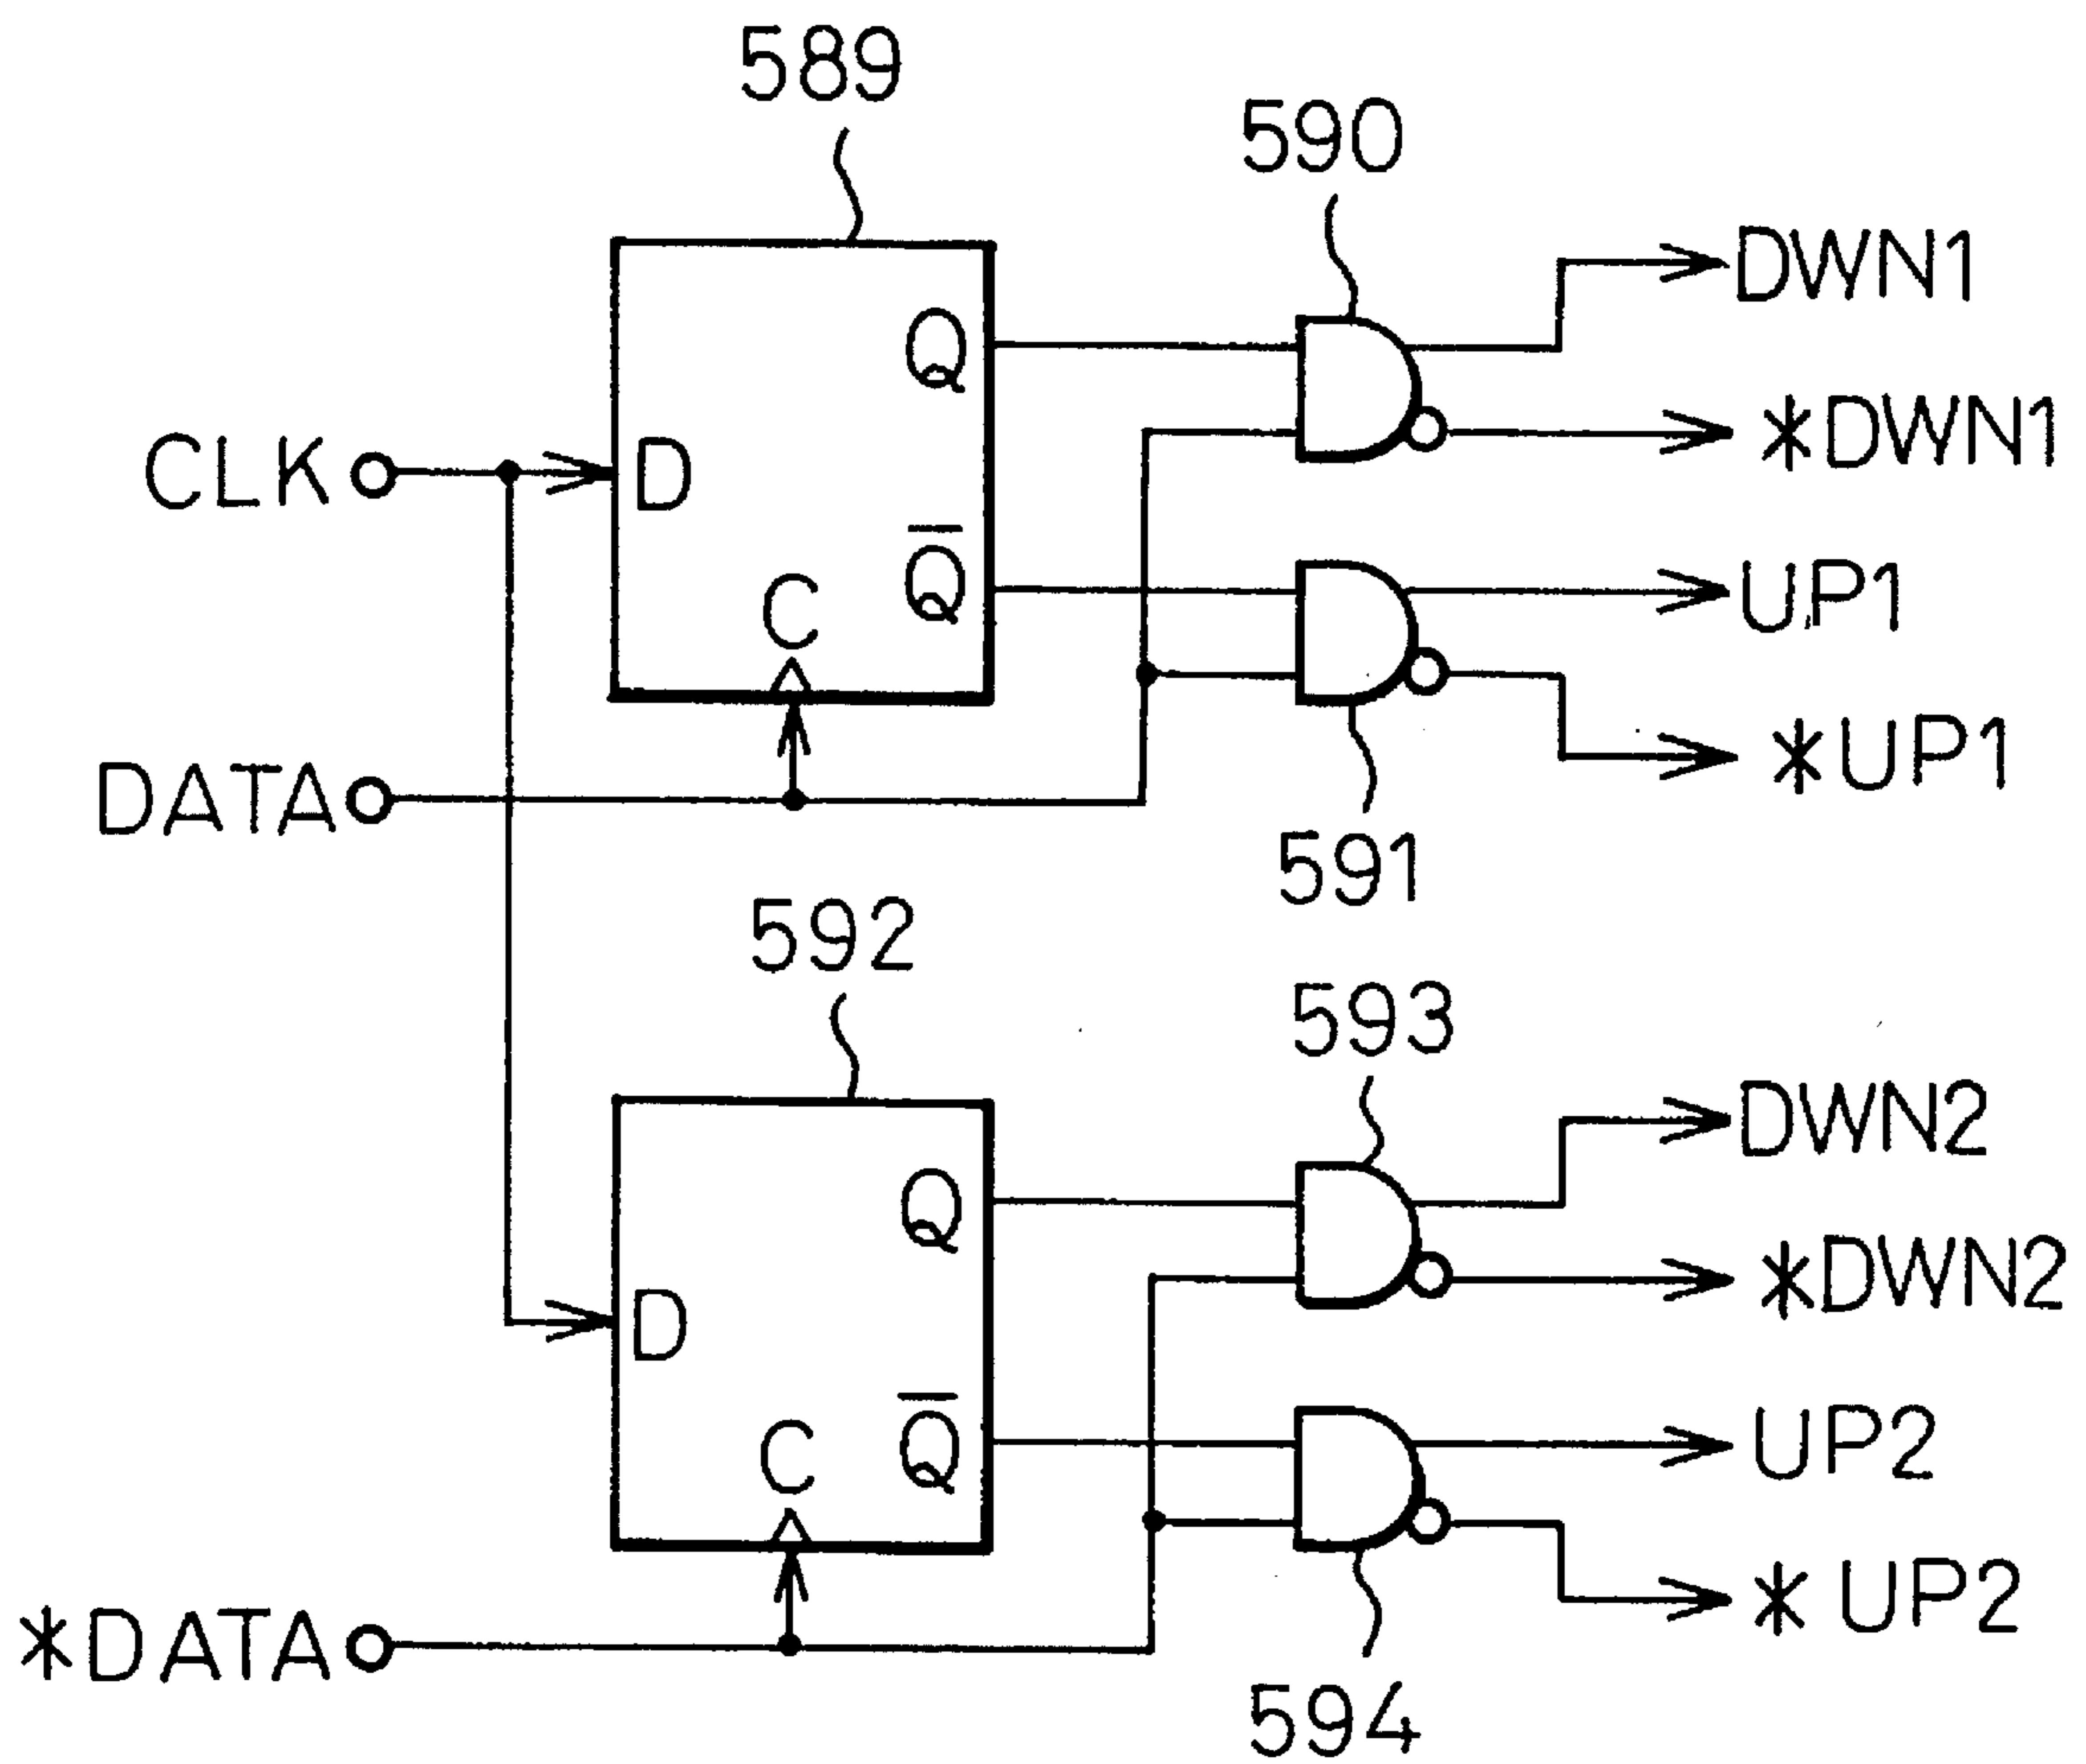 589
590
DWN1
Q
*DWN1
CLK
D
Q̅
UP1
C
*UP1
DATA
591
592
593
DWN2
Q
*DWN2
D
UP2
Q̅
C
*UP2
*DATA
594